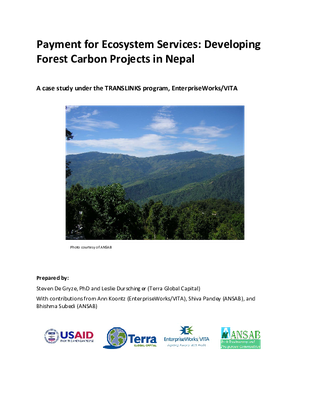 Payment for Ecosystem Services: Developing
Forest Carbon Projects in Nepal
A case study under the TRANSLINKS program, EnterpriseWorks/VITA
Photo courtesy of ANSAB
Prepared by:
Steven De Gryze, PhD and Leslie Durschinger (Terra Global Capital)
With contributions from Ann Koontz (EnterpriseWorks/VITA), Shiva Pandey (ANSAB), and
Bhishma Subedi (ANSAB)
USAID
Terra
GLOBAL CAPITAL
EnterpriseWorks/VITA
ANSAB